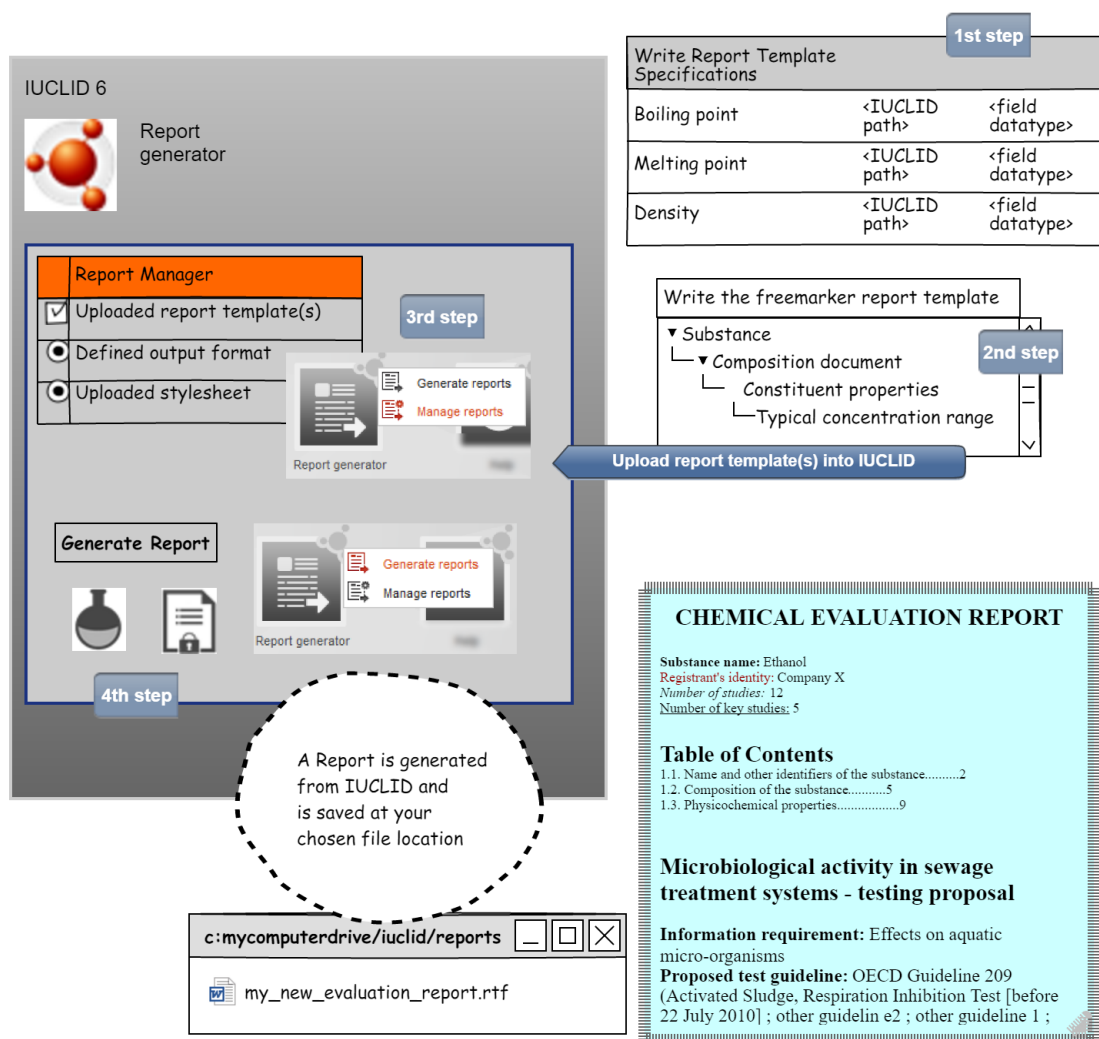 IUCLID 6
Report
generator
1st step
Write Report Template
Specifications
Boiling point <IUCLID path> <field datatype>
Melting point <IUCLID path> <field datatype>
Density <IUCLID path> <field datatype>
Report Manager
Uploaded report template(s)
Defined output format
Uploaded stylesheet
3rd step
Generate reports
Manage reports
Report generator
Write the freemarker report template
2nd step
Substance
Composition document
Constituent properties
Typical concentration range
Upload report template(s) into IUCLID
Generate Report
Generate reports
Manage reports
Report generator
4th step
A Report is generated
from IUCLID and
is saved at your
chosen file location
c:mycomputerdrive/iuclid/reports
my_new_evaluation_report.rtf
CHEMICAL EVALUATION REPORT
Substance name: Ethanol
Registrant's identity: Company X
Number of studies: 12
Number of key studies: 5
Table of Contents
1.1. Name and other identifiers of the substance.........2
1.2. Composition of the substance..........5
1.3. Physicochemical properties.................9
Microbiological activity in sewage
treatment systems - testing proposal
Information requirement: Effects on aquatic
micro-organisms
Proposed test guideline: OECD Guideline 209
(Activated Sludge, Respiration Inhibition Test [before
22 July 2010] ; other guidelin e2 ; other guideline 1 ;